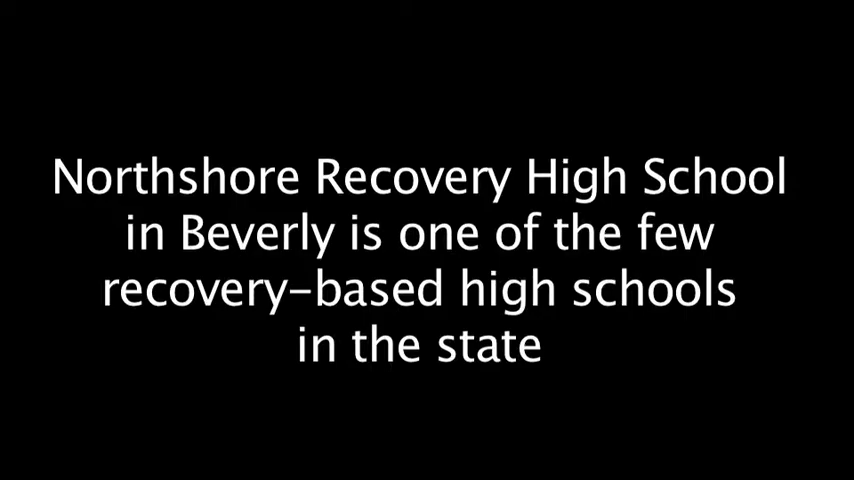 Northshore Recovery High School
in Beverly is one of the few
recovery-based high schools
in the state